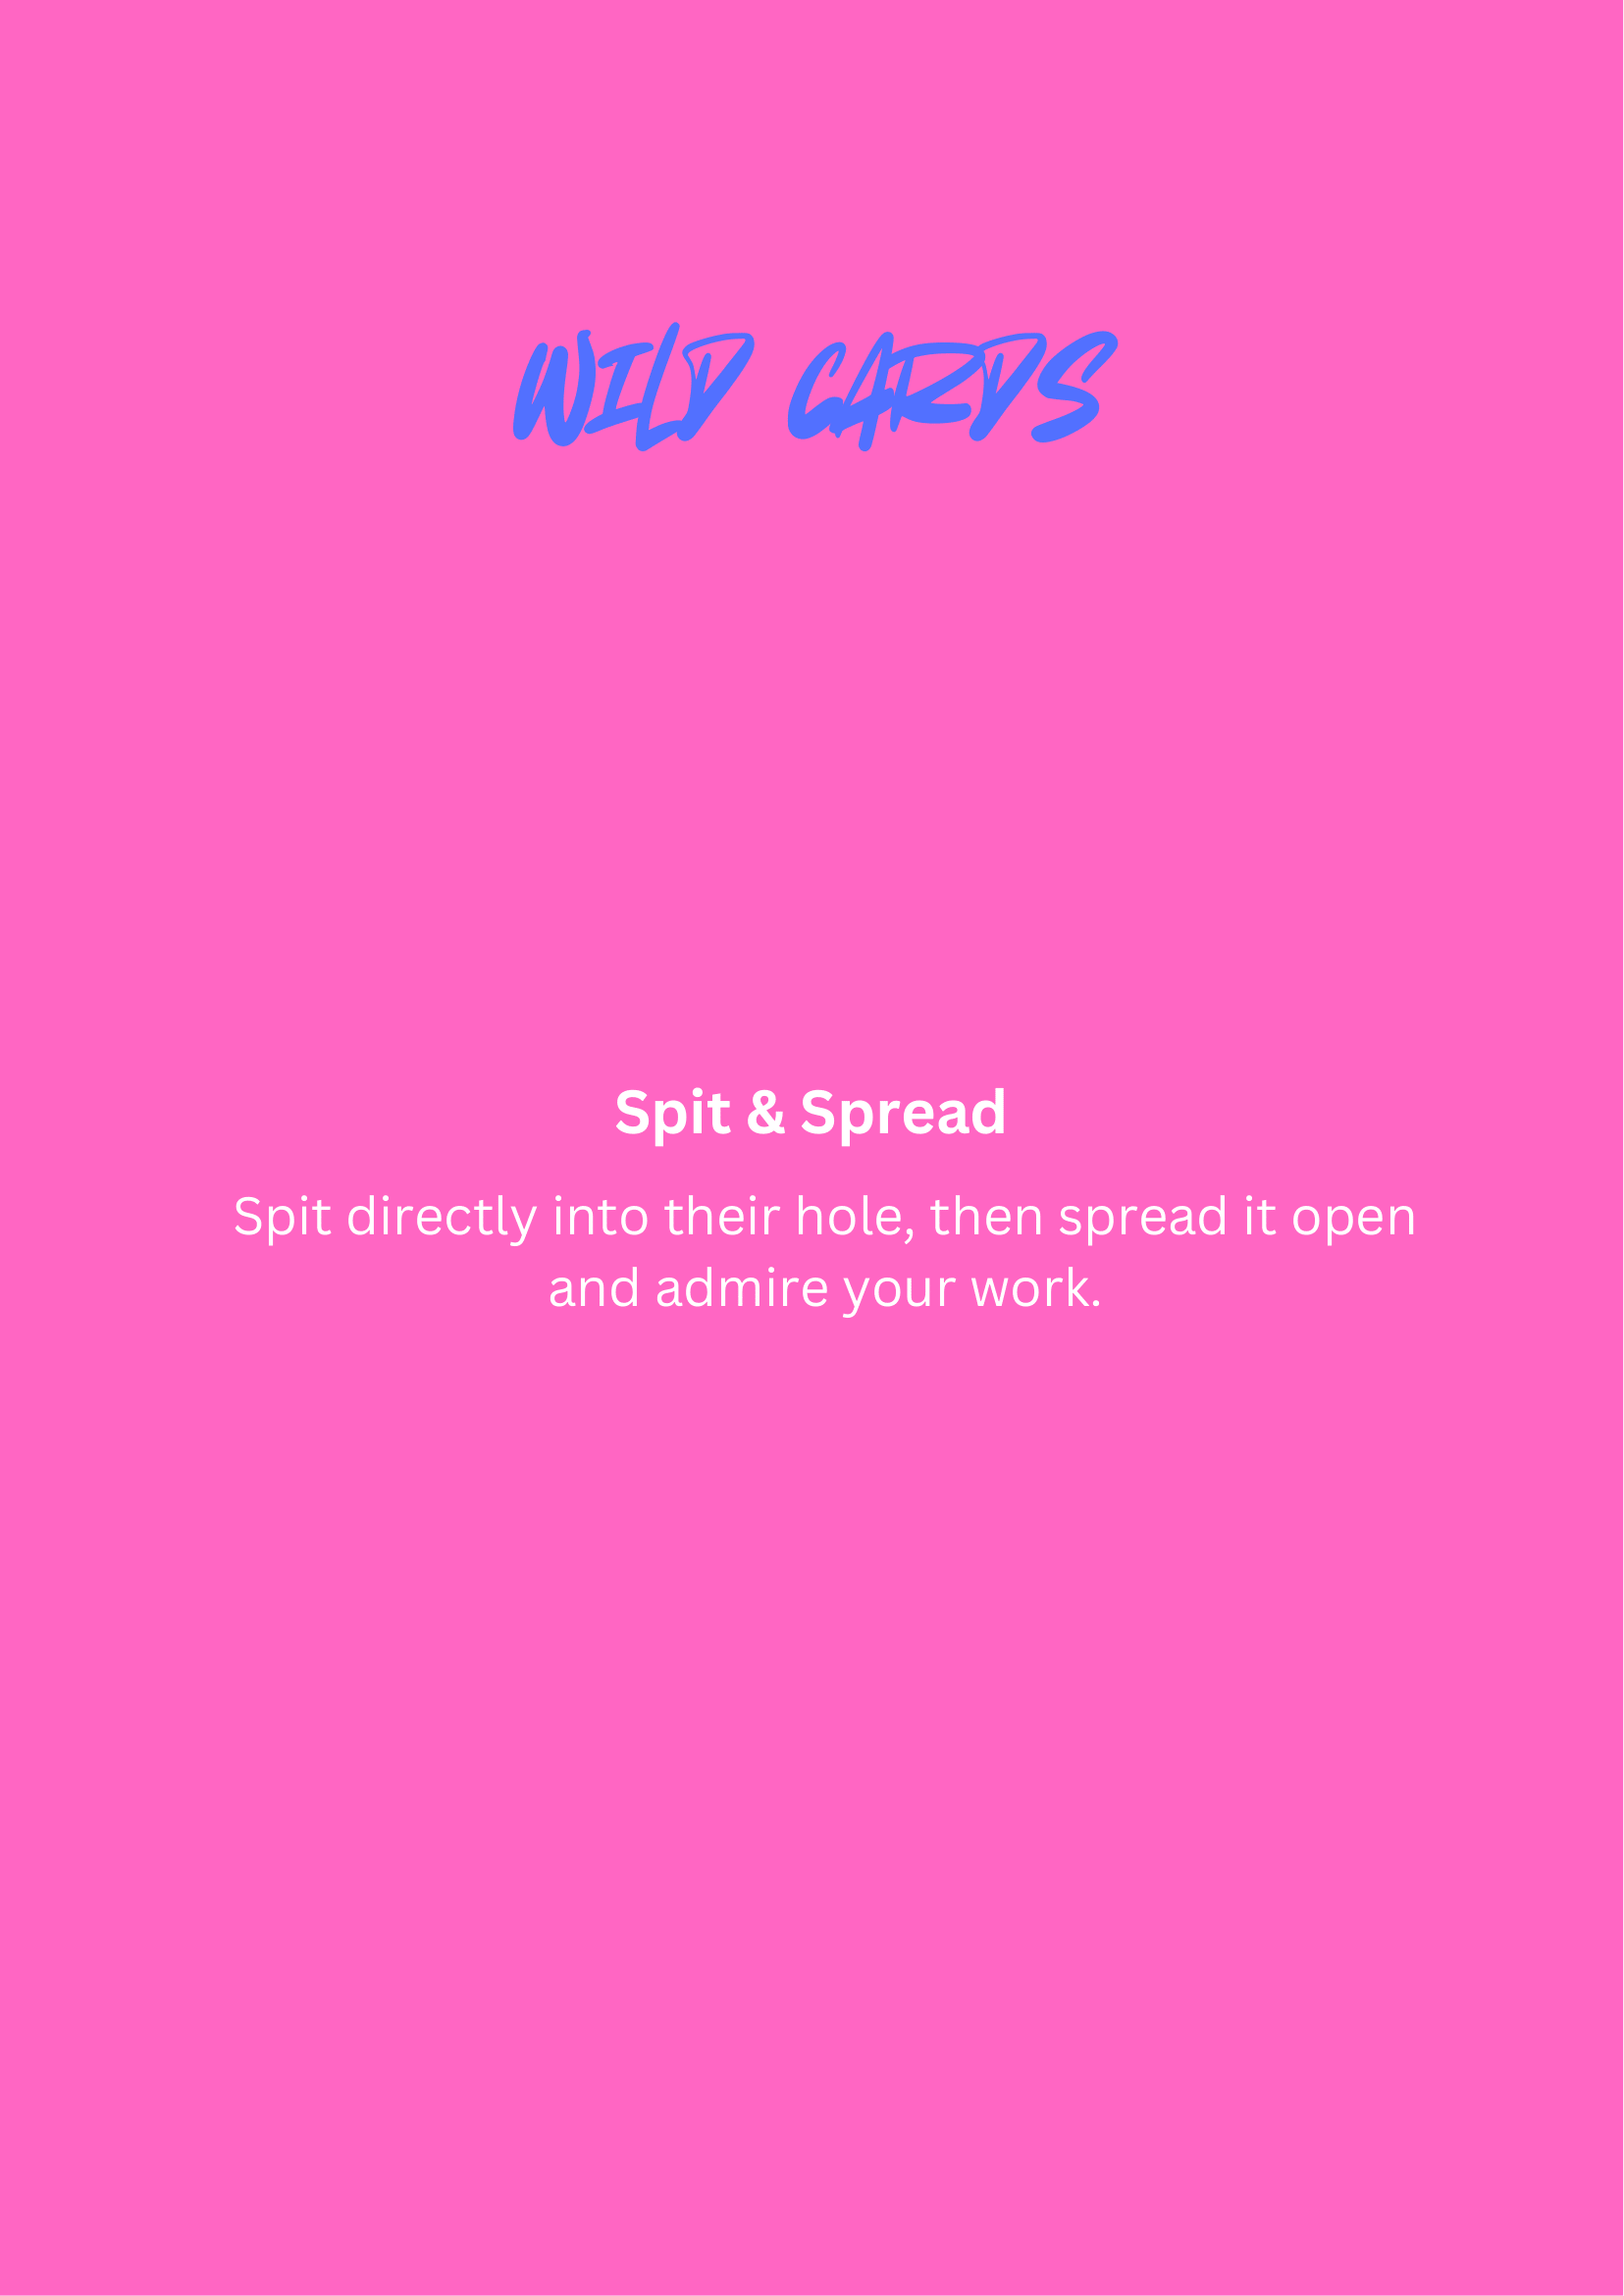 WILD CARDS
Spit & Spread
Spit directly into their hole, then spread it open
and admire your work.